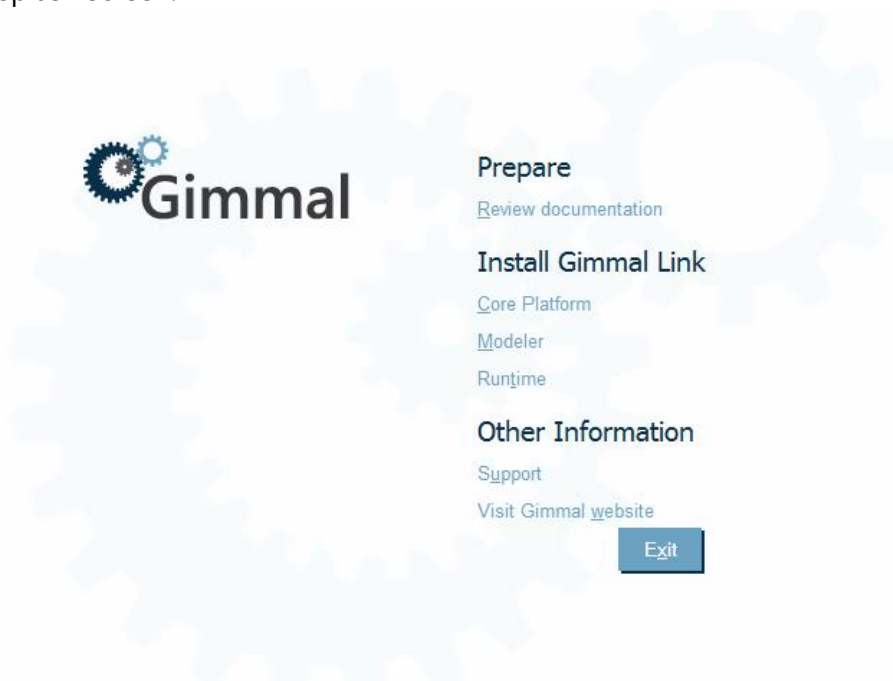 Gimmal
Prepare
Review documentation
Install Gimmal Link
Core Platform
Modeler
Runtime
Other Information
Support
Visit Gimmal website
Exit